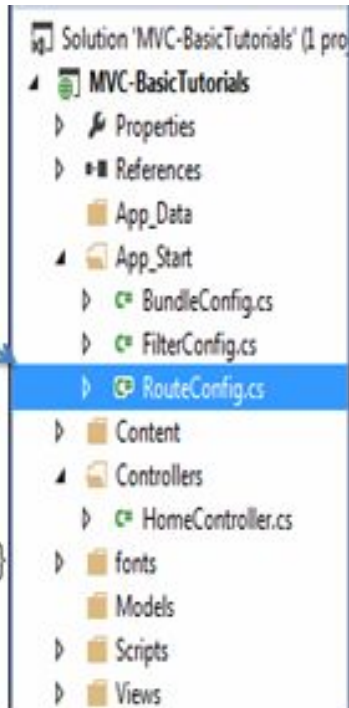 Solution 'MVC-BasicTutorials' (1 pro
MVC-BasicTutorials
Properties
References
App_Data
App_Start
C# BundleConfig.cs
C# FilterConfig.cs
C# RouteConfig.cs
Content
Controllers
C# HomeController.cs
}
fonts
Models
Scripts
Views